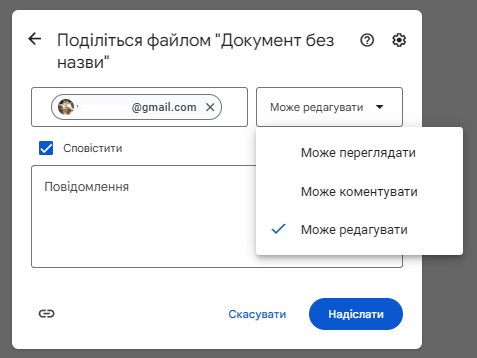 Поділіться файлом "Документ без
назви"
@gmail.com
Може редагувати
Сповістити
Може переглядати
Може коментувати
Може редагувати
Повідомлення
Скасувати
Надіслати